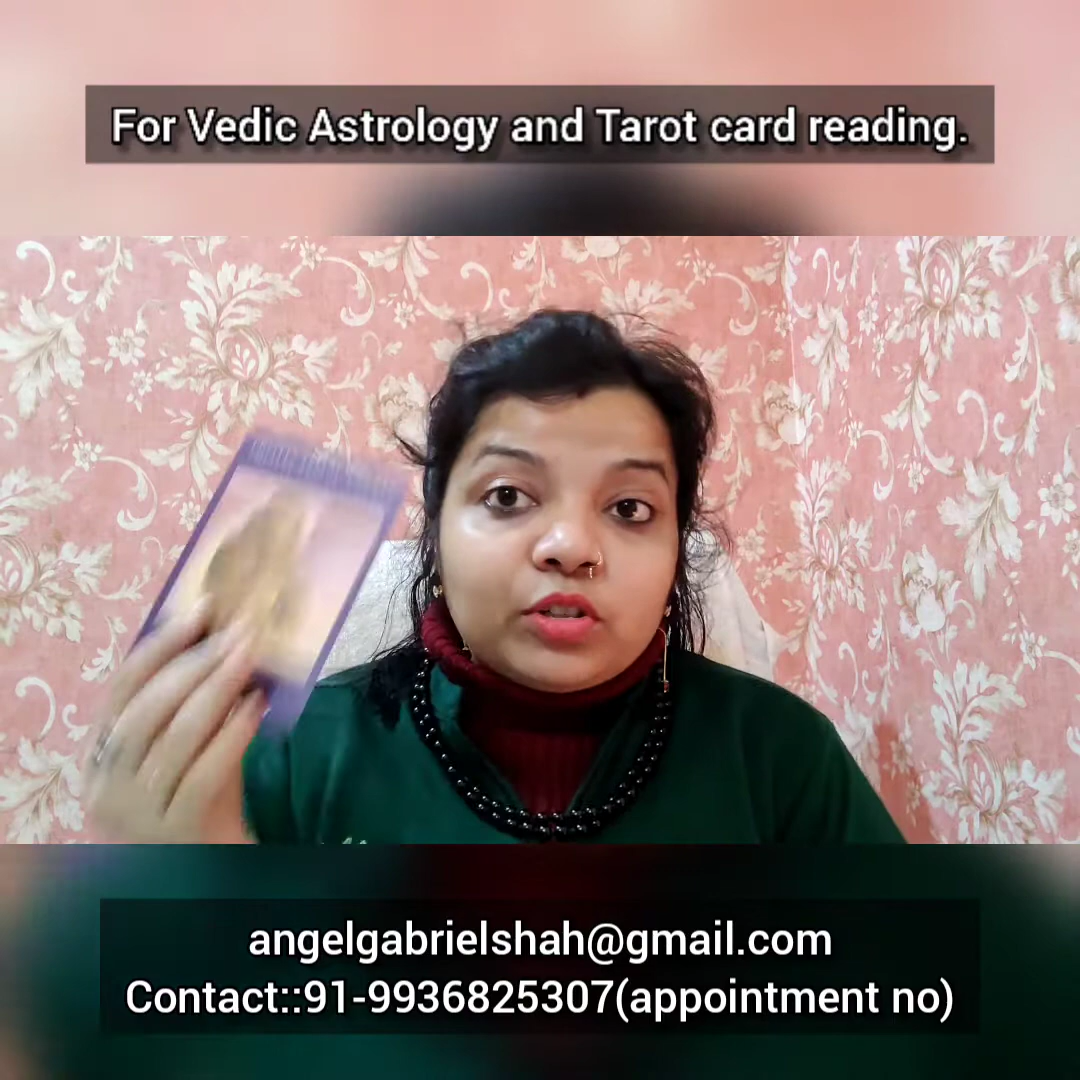 For Vedic Astrology and Tarot card reading.
angelgabrielshah@gmail.com
Contact::91-9936825307(appointment no)